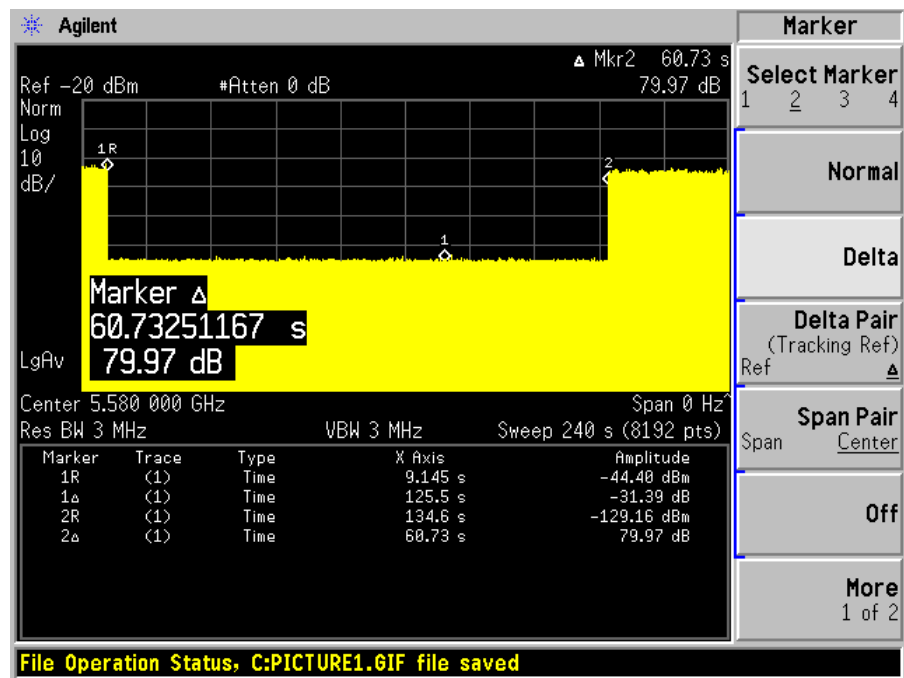 Agilent
Marker
Δ Mkr2 60.73 s
Ref -20 dBm #Atten 0 dB 79.97 dB
Norm
Log
10
dB/
1R
2
1
Marker Δ
60.73251167 s
79.97 dB
LgAv
Center 5.580 000 GHz Span 0 Hz^
Res BW 3 MHz VBW 3 MHz Sweep 240 s (8192 pts)
Marker Trace Type X Axis Amplitude
1R (1) Time 9.145 s -44.40 dBm
1Δ (1) Time 125.5 s -31.39 dB
2R (1) Time 134.6 s -129.16 dBm
2Δ (1) Time 60.73 s 79.97 dB
Select Marker
1 2 3 4
Normal
Delta
Delta Pair
(Tracking Ref)
Ref Δ
Span Pair
Span Center
Off
More
1 of 2
File Operation Status, C:PICTURE1.GIF file saved